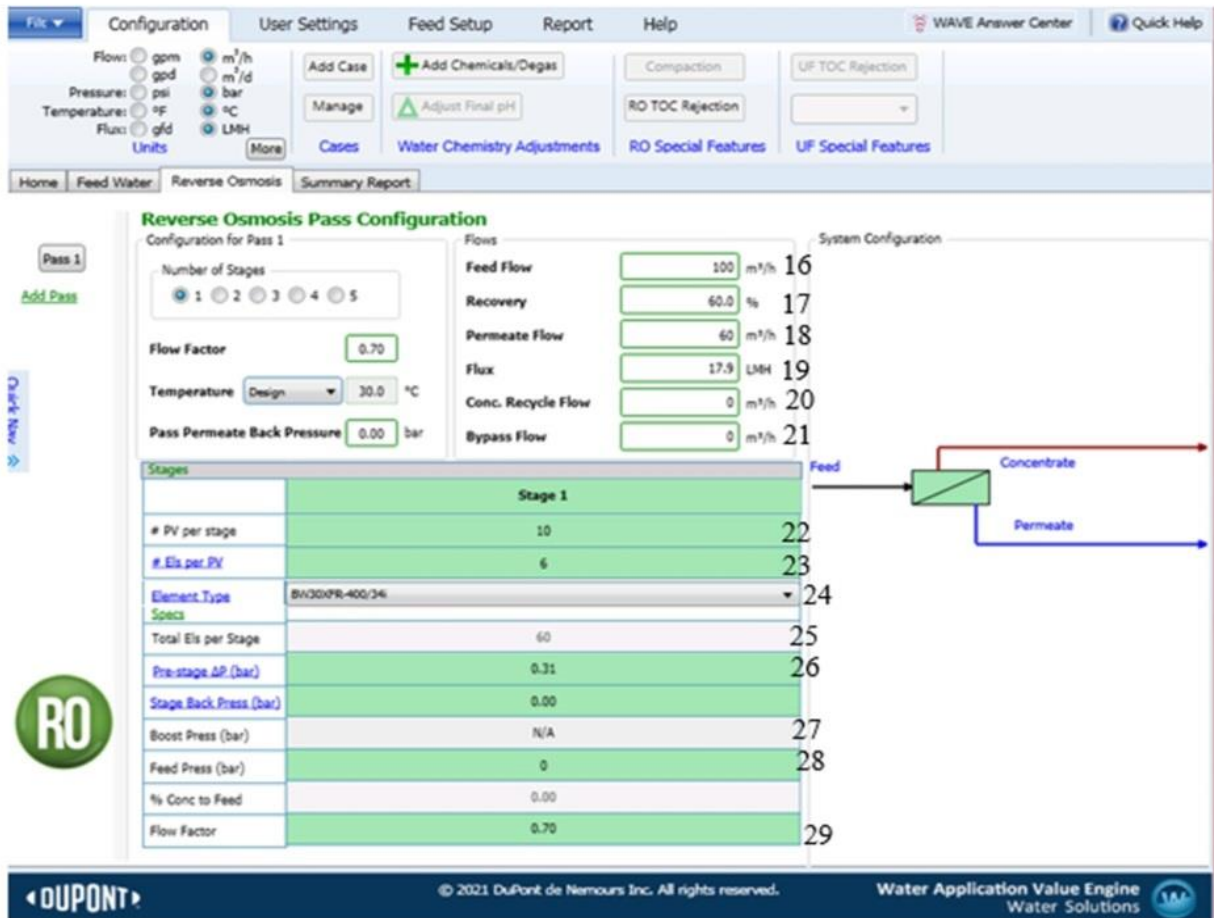 File Configuration User Settings Feed Setup Report Help WAVE Answer Center Quick Help
Flow: gpm m³/h
gpd m³/d
Pressure: psi bar
Temperature: °F °C
Flux: gfd LMH
Units More
Add Case
Manage
Cases
Add Chemicals/Degas
Adjust Final pH
Water Chemistry Adjustments
Compaction
RO TOC Rejection
RO Special Features
UF TOC Rejection
UF Special Features
Home Feed Water Reverse Osmosis Summary Report
Pass 1
Add Pass
Quick Nav »
Reverse Osmosis Pass Configuration
Configuration for Pass 1
Number of Stages
1 2 3 4 5
Flow Factor 0.70
Temperature Design 30.0 °C
Pass Permeate Back Pressure 0.00 bar
Flows
Feed Flow 100 m³/h 16
Recovery 60.0 % 17
Permeate Flow 60 m³/h 18
Flux 17.9 LMH 19
Conc. Recycle Flow 0 m³/h 20
Bypass Flow 0 m³/h 21
System Configuration
Feed
Concentrate
Permeate
Stages
Stage 1
# PV per stage 10 22
# Els per PV 6 23
Element Type BW30XFR-400/34i 24
Specs
Total Els per Stage 60 25
Pre-stage ΔP (bar) 0.31 26
Stage Back Press (bar) 0.00
Boost Press (bar) N/A 27
Feed Press (bar) 0 28
% Conc to Feed 0.00
Flow Factor 0.70 29
RO
DUPONT
© 2021 DuPont de Nemours Inc. All rights reserved.
Water Application Value Engine
Water Solutions